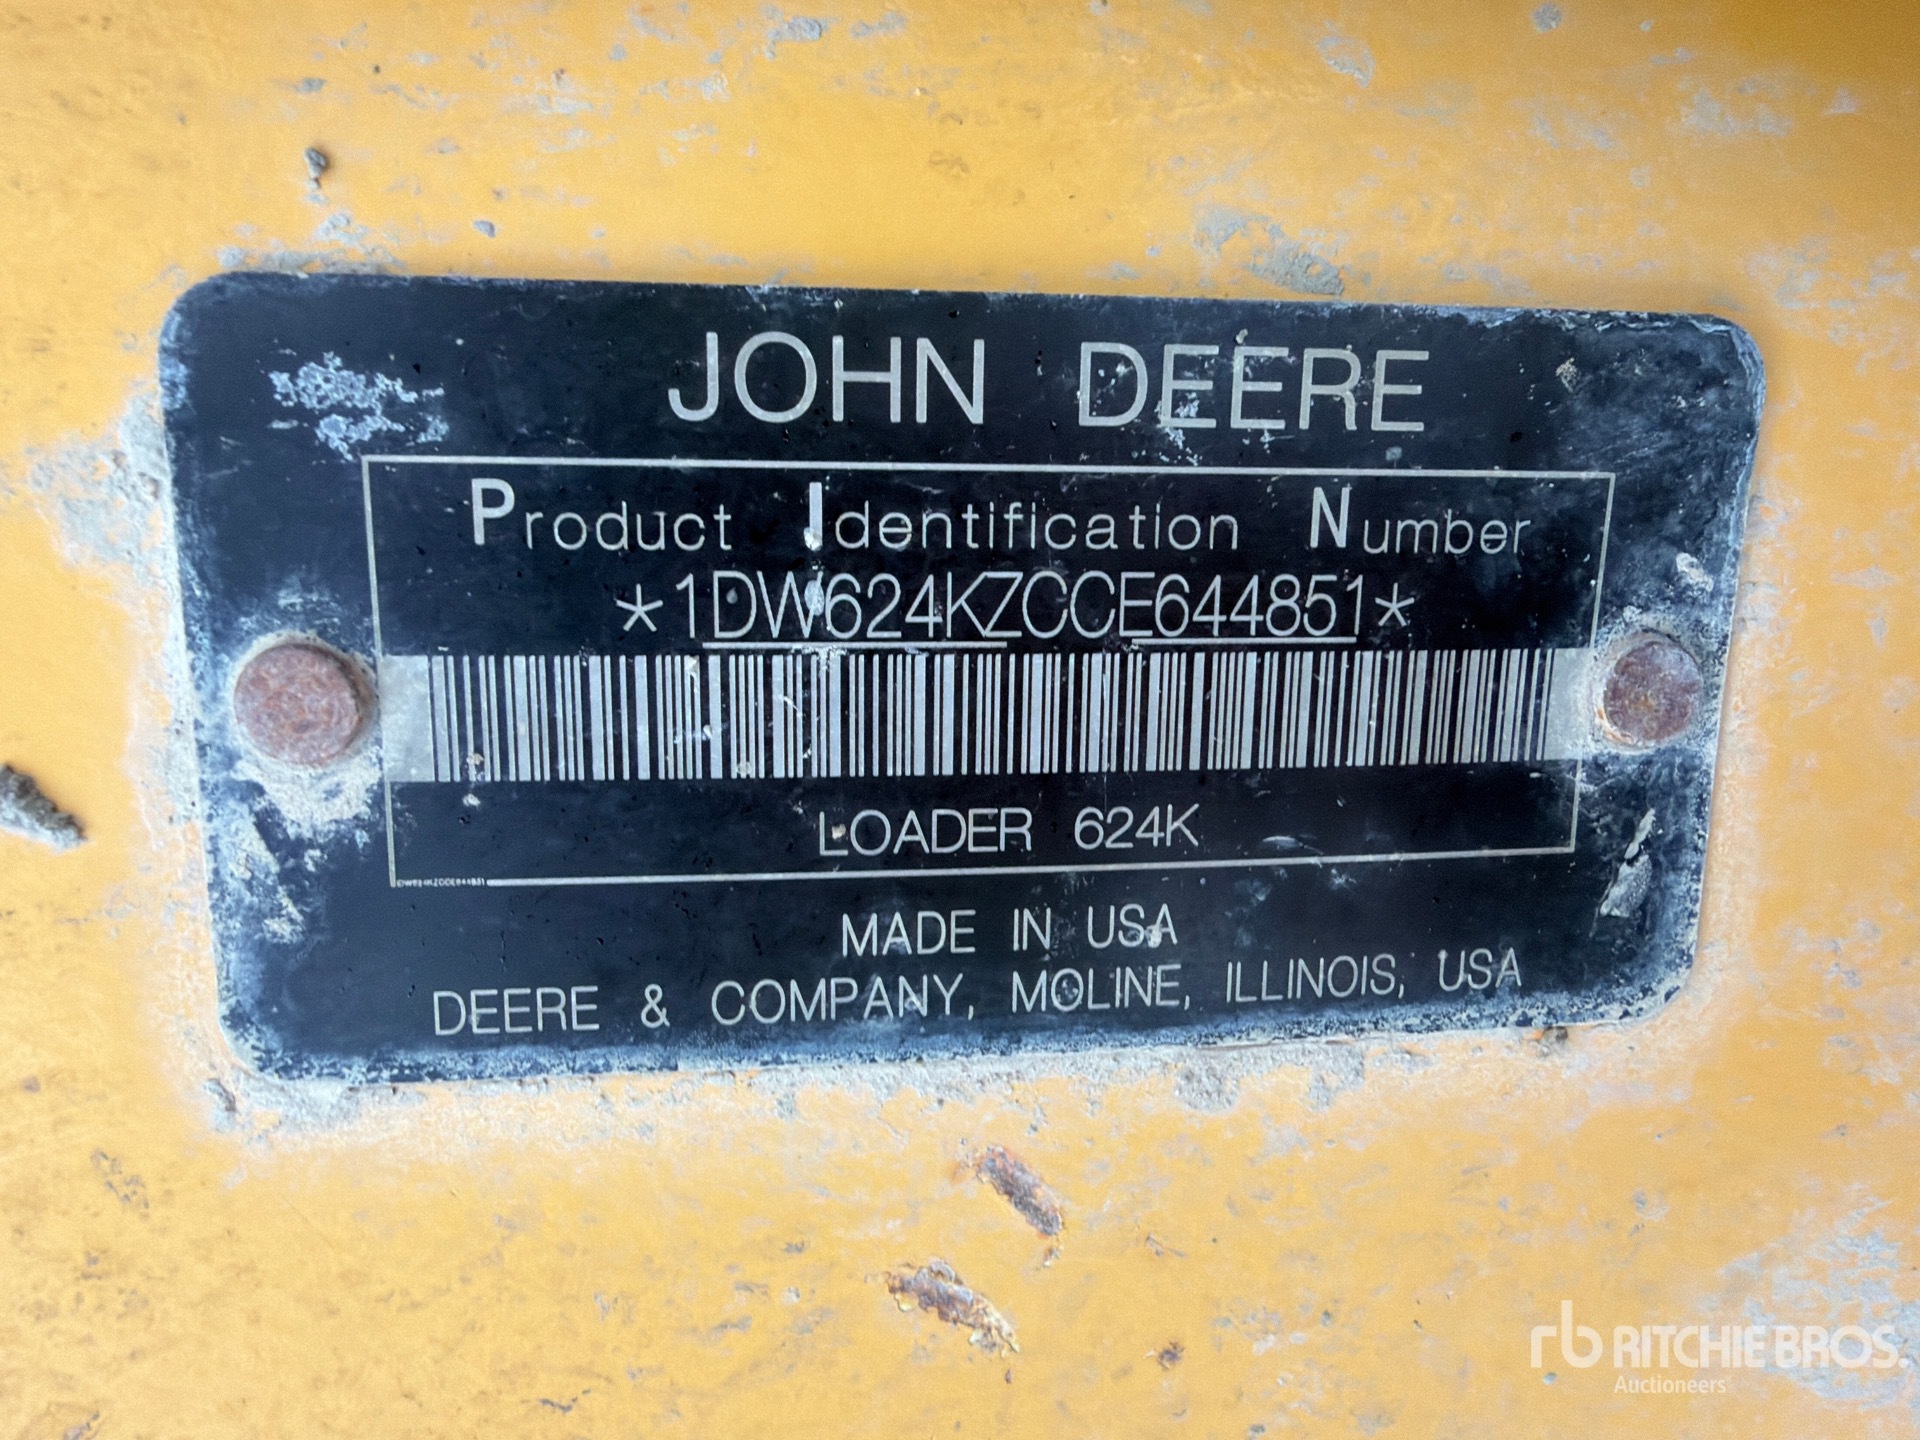 JOHN DEERE
Product Identification Number
*1DW624KZCCE644851*
LOADER 624K
MADE IN USA
DEERE & COMPANY, MOLINE, ILLINOIS, USA
rb RITCHIE BROS.
Auctioneers